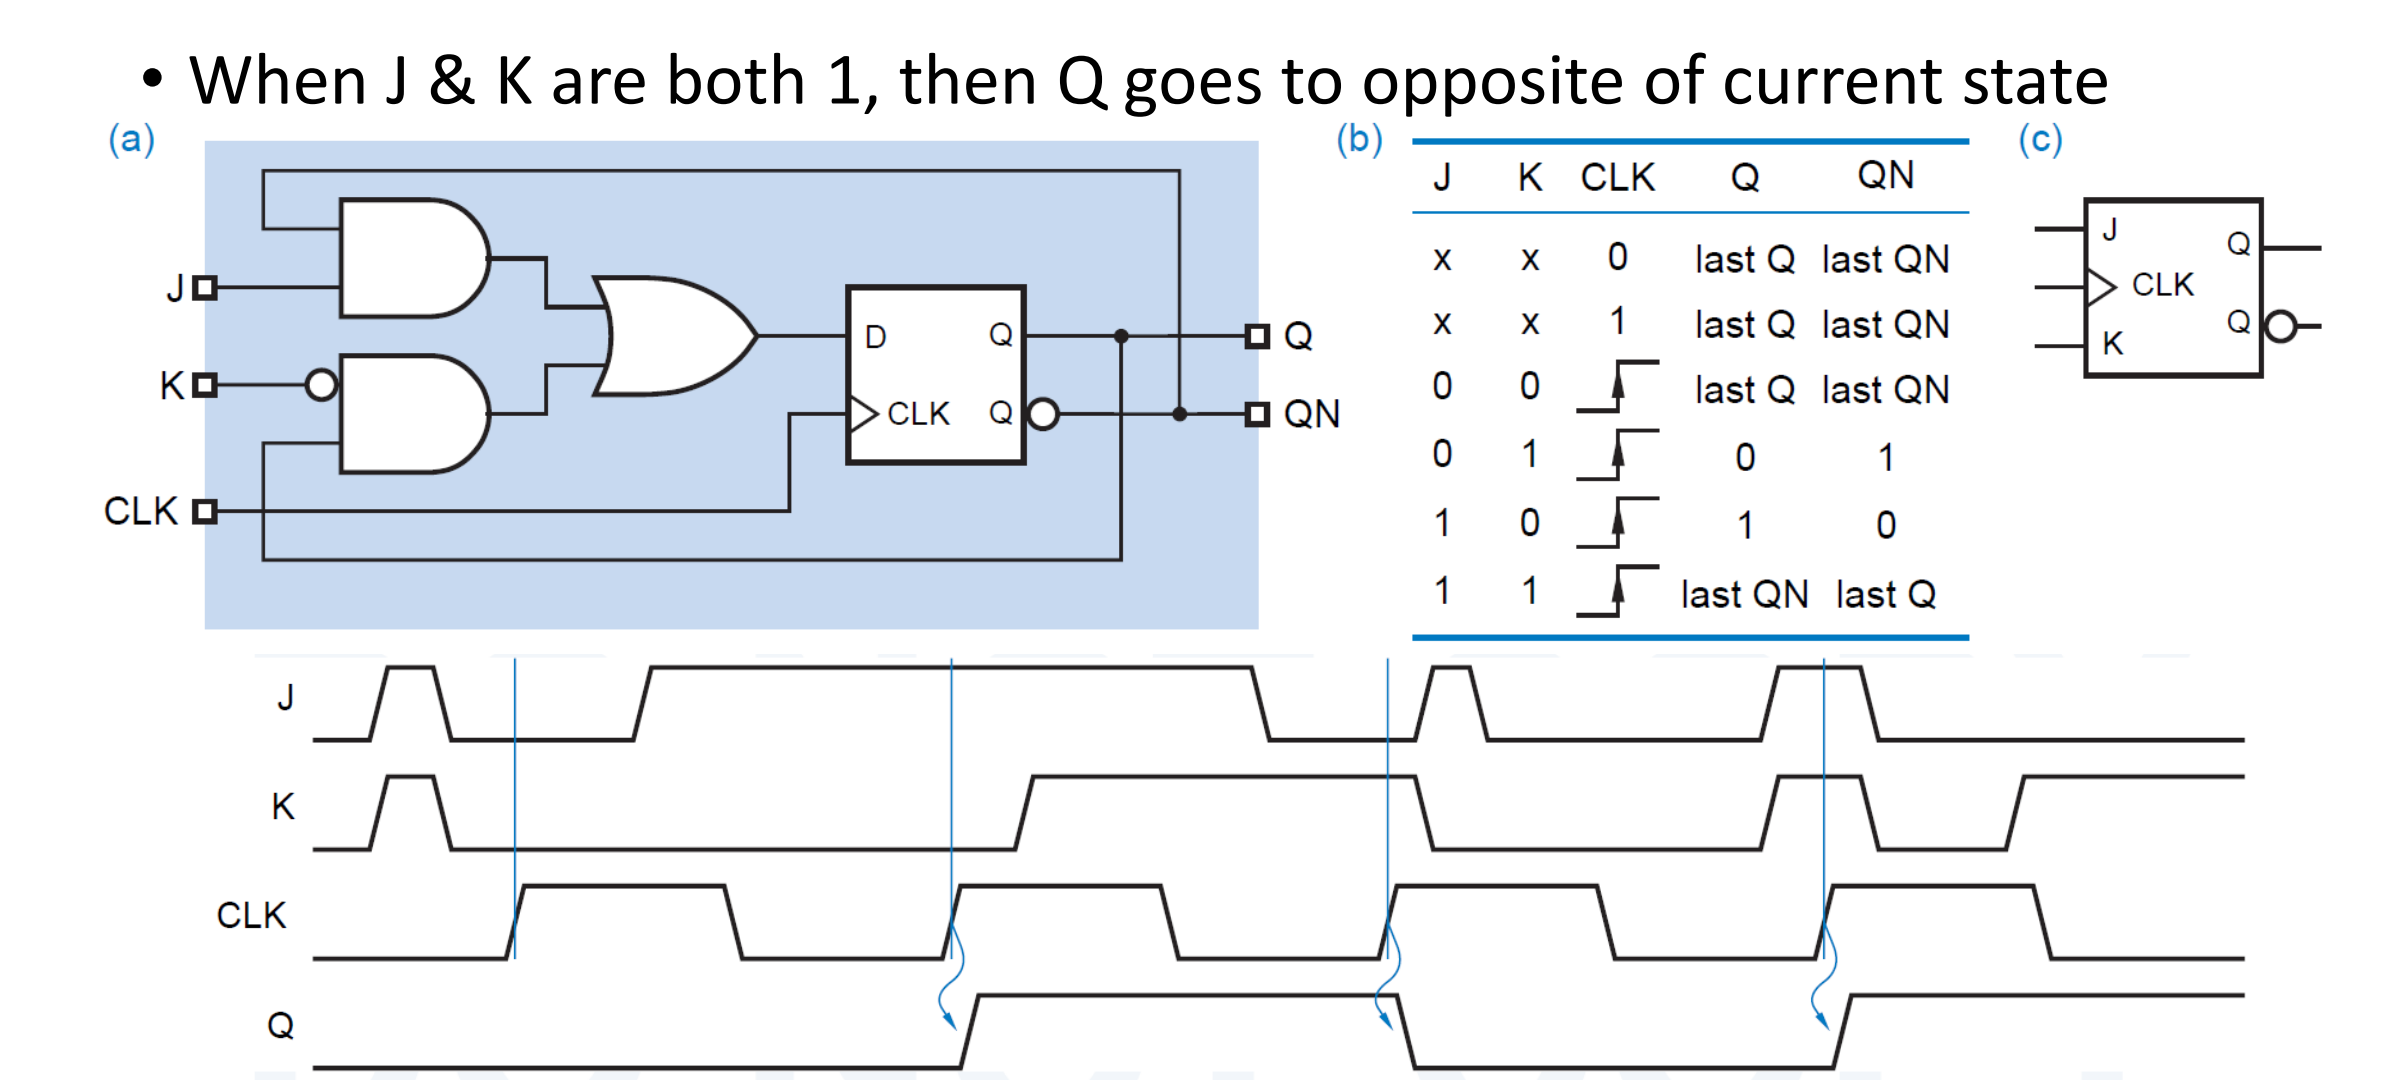 • When J & K are both 1, then Q goes to opposite of current state
(a)
J
K
CLK
D Q
CLK Q
Q
QN
(b)
J K CLK Q QN
x x 0 last Q last QN
x x 1 last Q last QN
0 0 last Q last QN
0 1 0 1
1 0 1 0
1 1 last QN last Q
(c)
J Q
CLK
K Q
J
K
CLK
Q